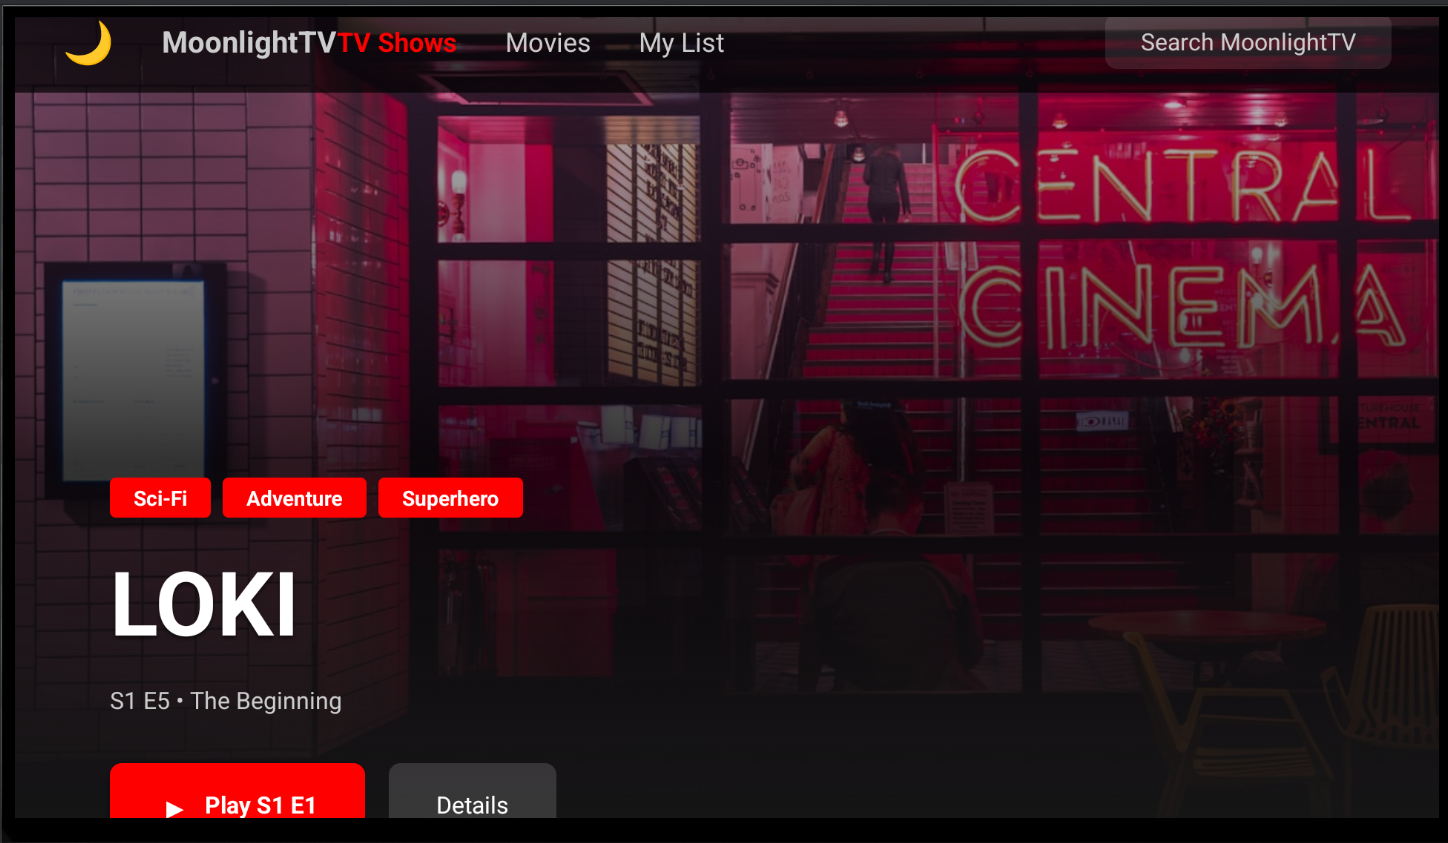 MoonlightTV TV Shows Movies My List Search MoonlightTV
CENTRAL
CINEMA
ENTRAL
Sci-Fi Adventure Superhero
LOKI
S1 E5 • The Beginning
▶ Play S1 E1 Details